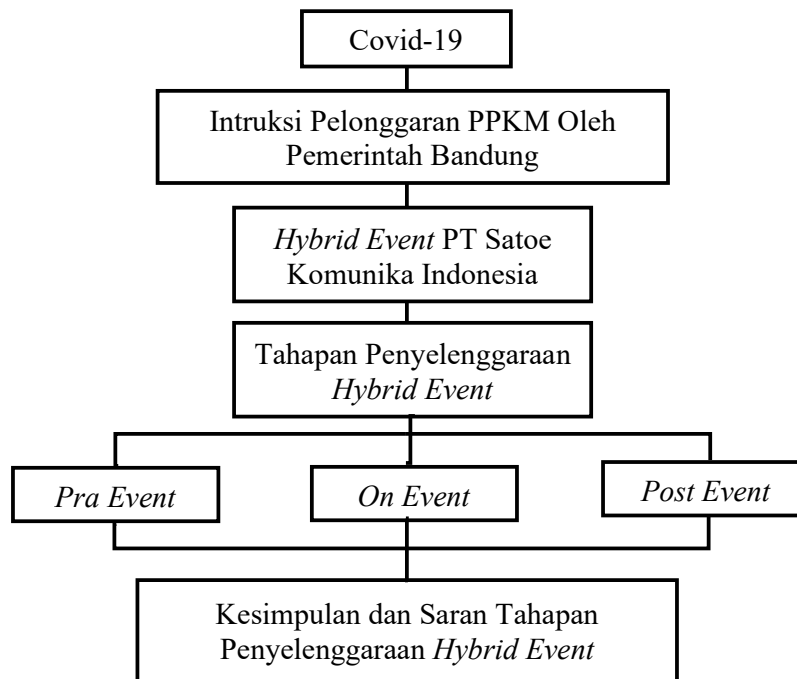 Covid-19
Intruksi Pelonggaran PPKM Oleh
Pemerintah Bandung
Hybrid Event PT Satoe
Komunika Indonesia
Tahapan Penyelenggaraan
Hybrid Event
Pra Event
On Event
Post Event
Kesimpulan dan Saran Tahapan
Penyelenggaraan Hybrid Event